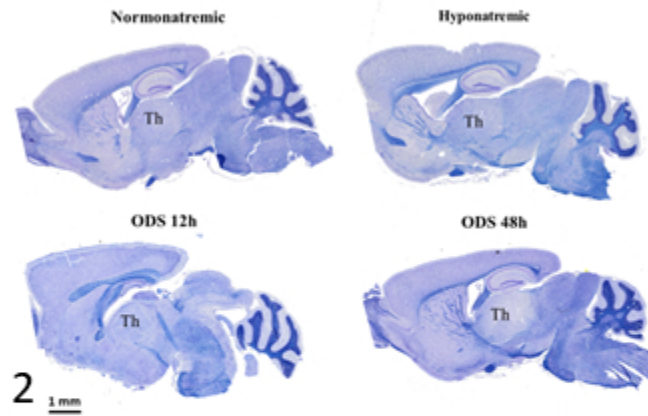 Normonatremic
Hyponatremic
Th
Th
ODS 12h
ODS 48h
Th
Th
2
1 mm